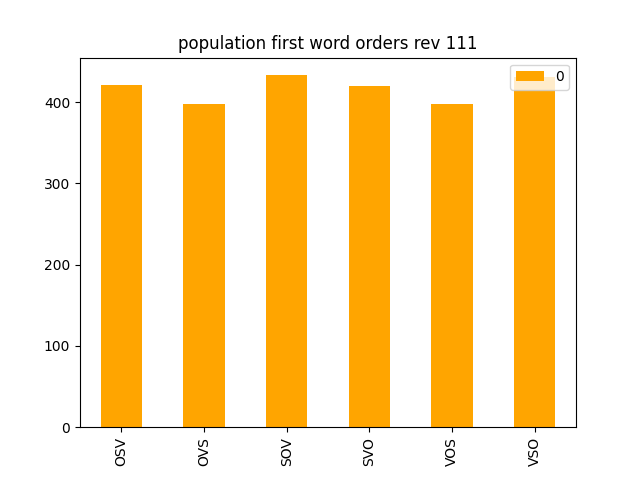 population first word orders rev 111
0
400
300
200
100
0
OSV
OVS
SOV
SVO
VOS
VSO